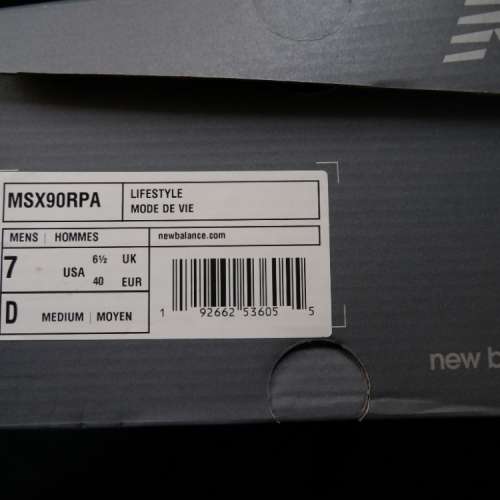 MSX90RPA
LIFESTYLE
MODE DE VIE
MENS | HOMMES
newbalance.com
7 USA 6½ UK
40 EUR
D MEDIUM | MOYEN
1 92662 53605 5
new b